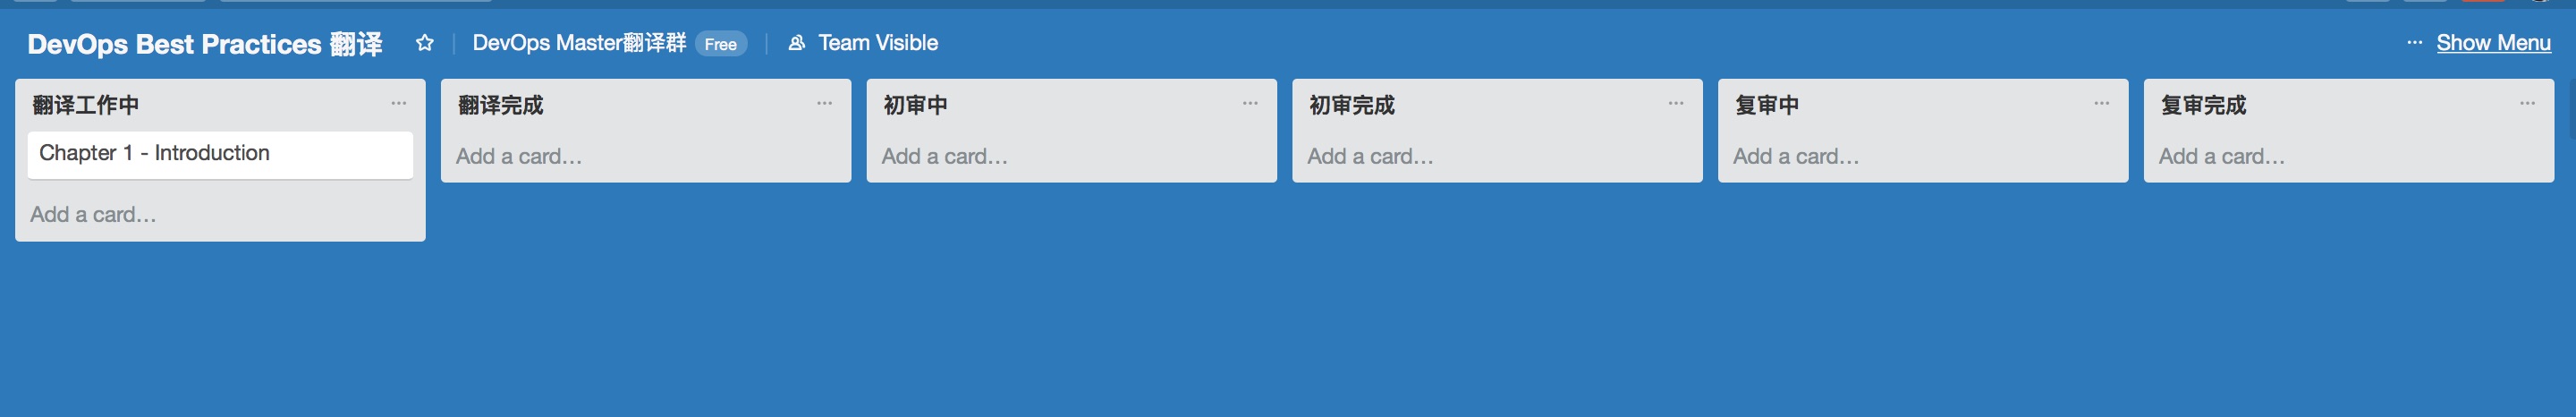 DevOps Best Practices 翻译 DevOps Master翻译群 Free Team Visible ... Show Menu
翻译工作中 ...
Chapter 1 - Introduction
Add a card...
翻译完成 ...
Add a card...
初审中 ...
Add a card...
初审完成 ...
Add a card...
复审中 ...
Add a card...
复审完成 ...
Add a card...